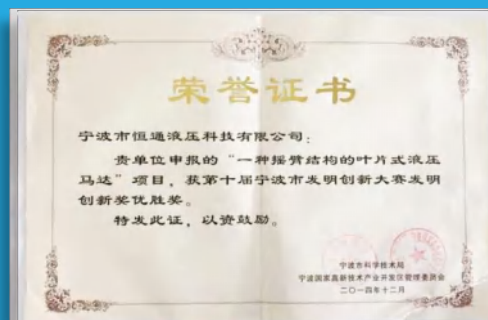 荣誉证书
宁波市恒通液压科技有限公司：
贵单位申报的“一种摇臂结构的叶片式液压
马达”项目，获第十届宁波市发明创新大赛发明
创新奖优胜奖。
特发此证，以资鼓励。
宁波市科学技术局
宁波国家高新技术产业开发区管理委员会
二〇一四年十二月